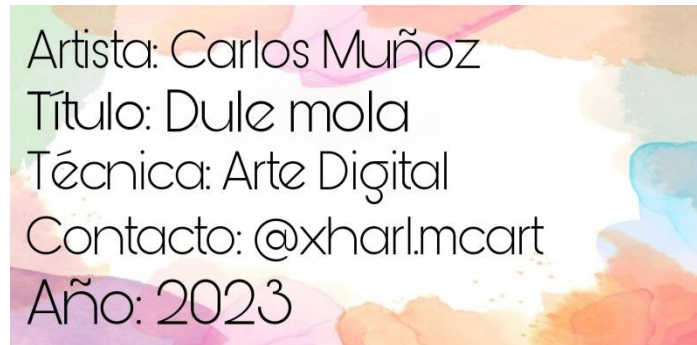 Artista: Carlos Muñoz
Título: Dule mola
Técnica: Arte Digital
Contacto: @xharl.mcart
Año: 2023